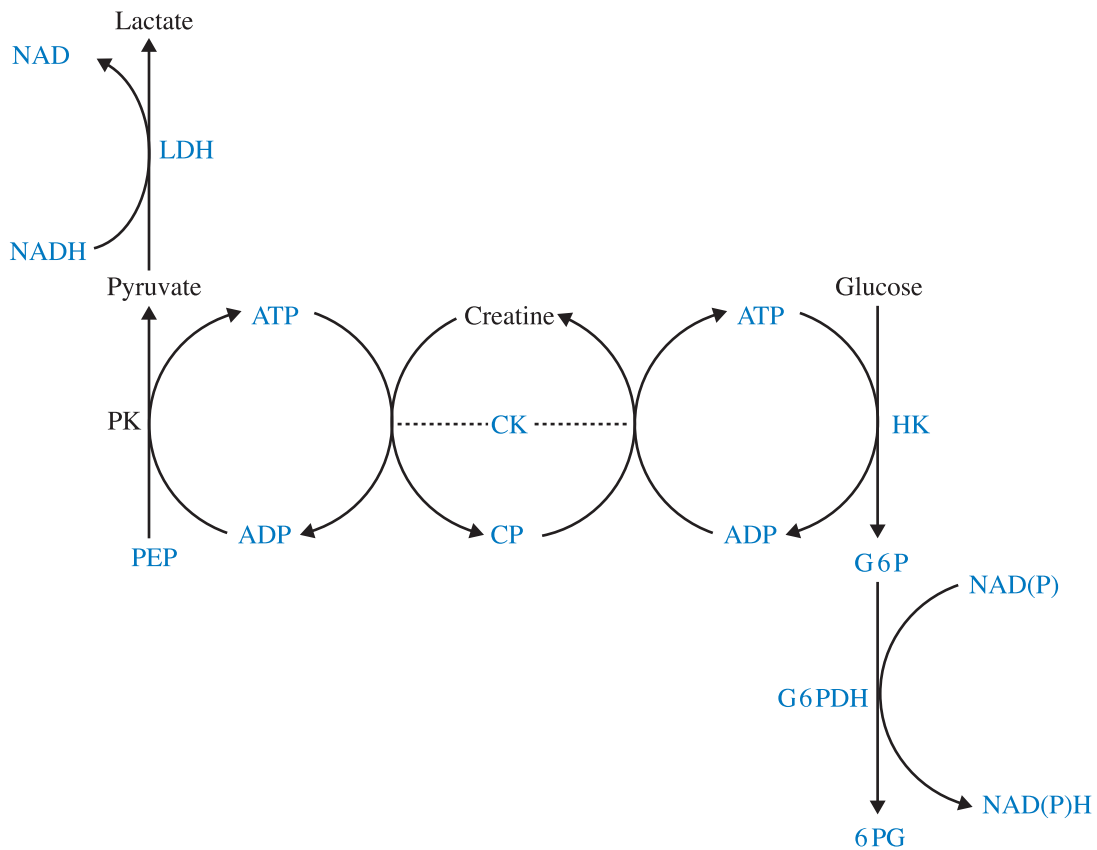 Lactate
NAD
LDH
NADH
Pyruvate
Glucose
ATP
Creatine
ATP
PK
CK
HK
ADP
CP
ADP
PEP
G6P
NAD(P)
G6PDH
NAD(P)H
6PG